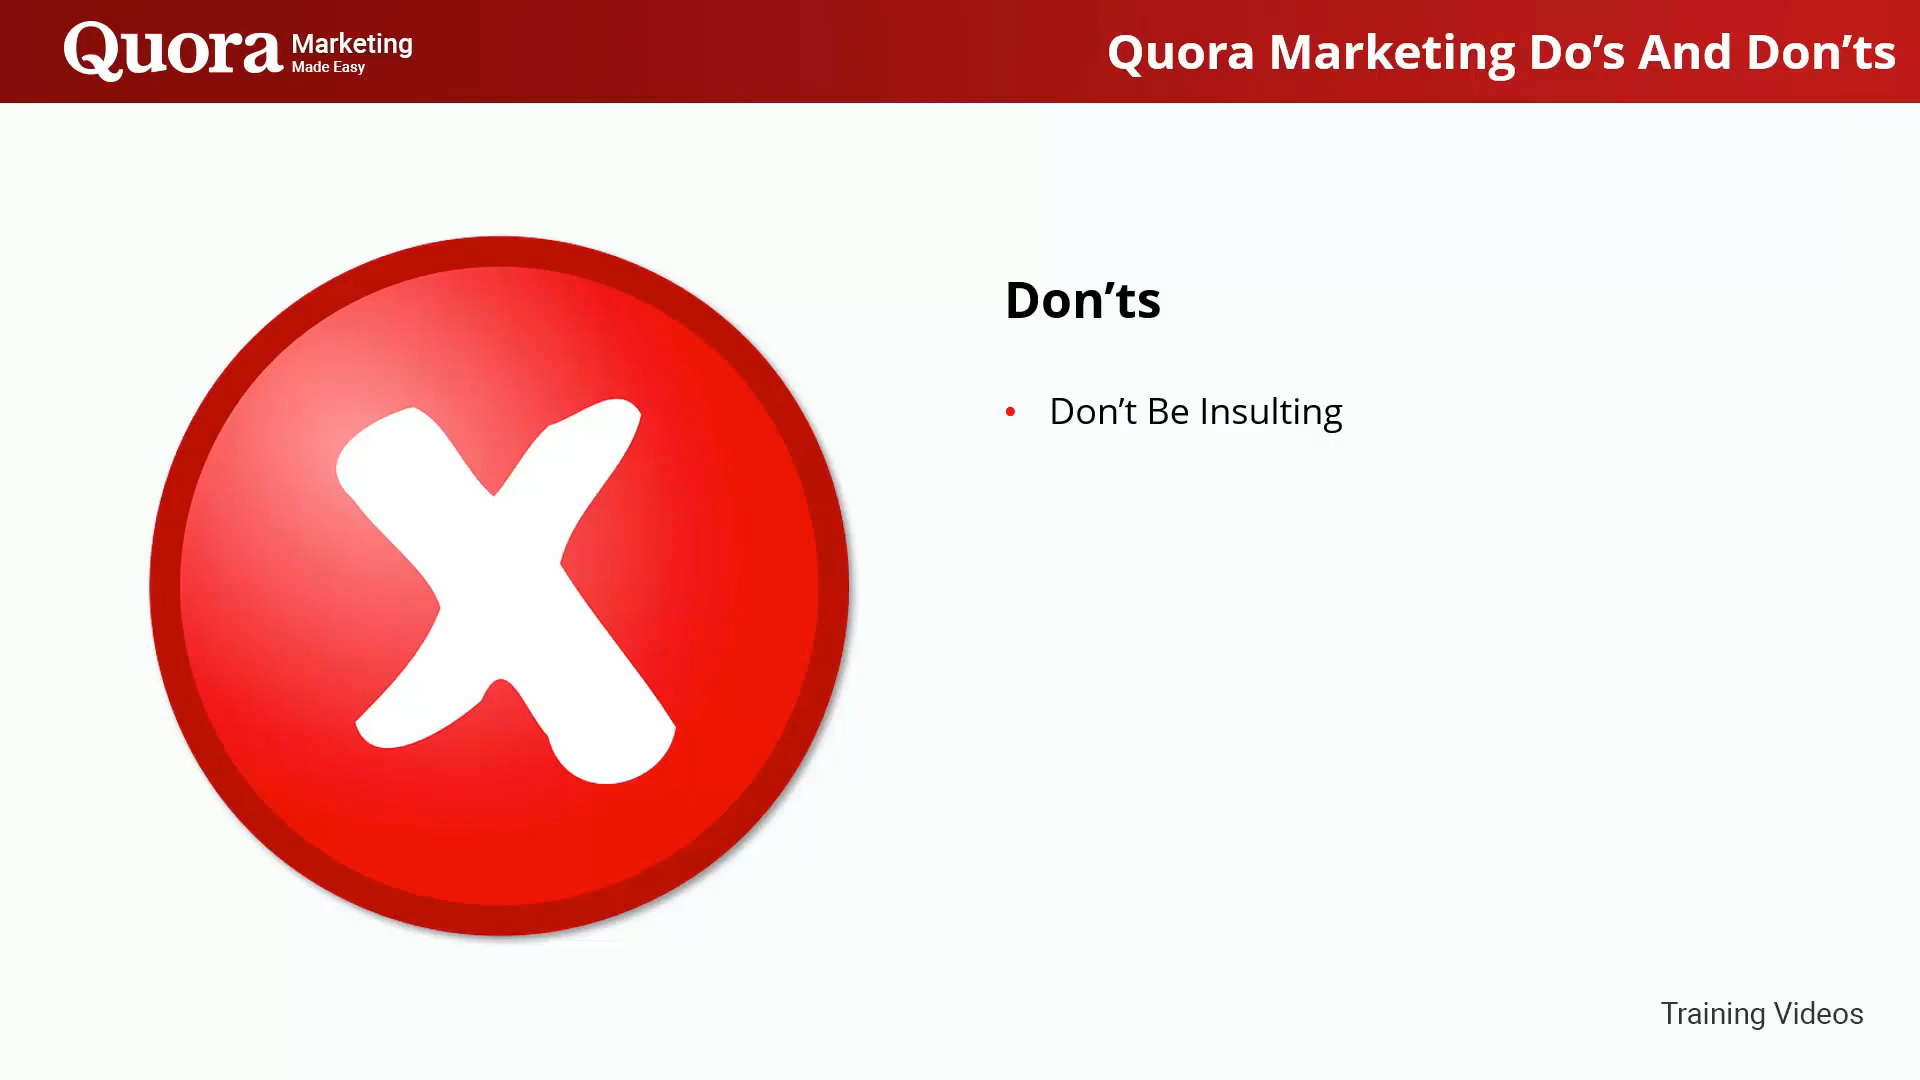 Quora Marketing
Made Easy
Quora Marketing Do’s And Don’ts
Don’ts
• Don’t Be Insulting
Training Videos